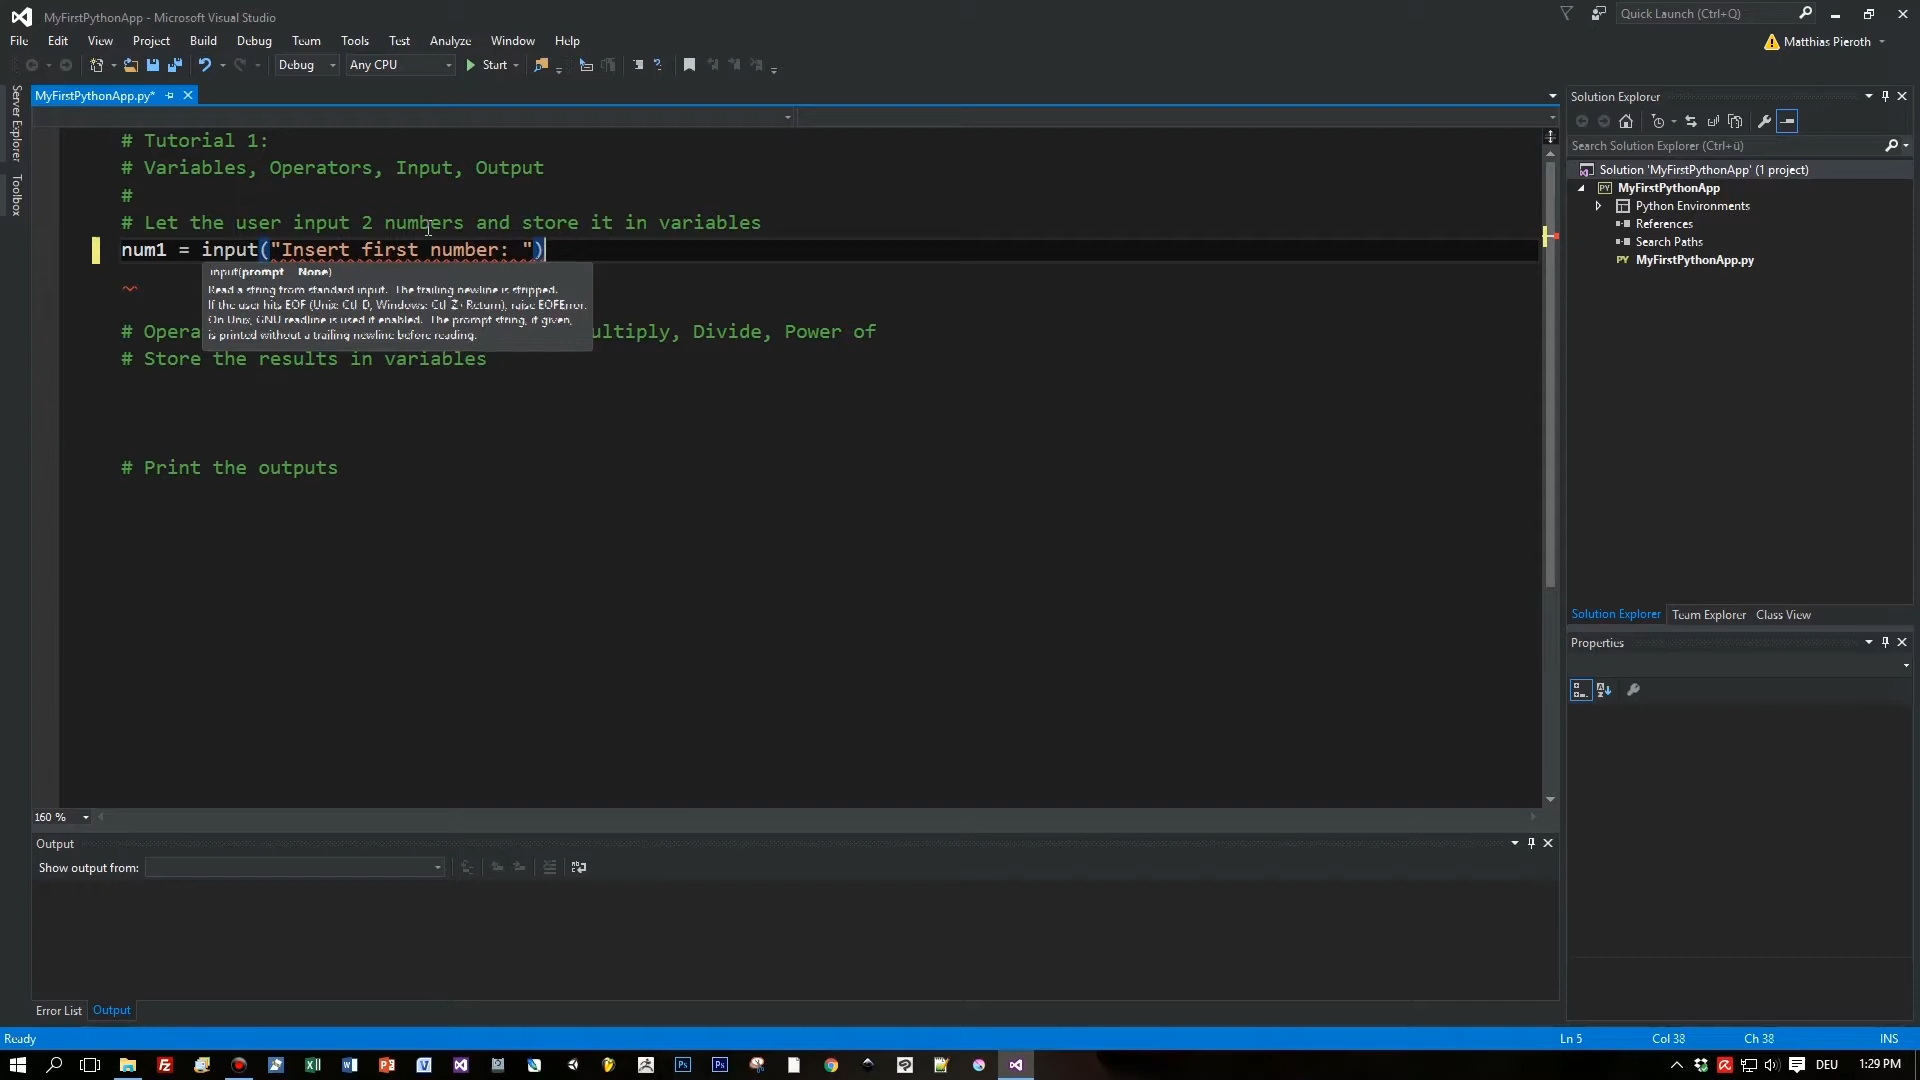 MyFirstPythonApp - Microsoft Visual Studio
Quick Launch (Ctrl+Q)
File Edit View Project Build Debug Team Tools Test Analyze Window Help
Matthias Pieroth
Debug Any CPU Start
MyFirstPythonApp.py*
Server Explorer
Toolbox
# Tutorial 1:
# Variables, Operators, Input, Output
#
# Let the user input 2 numbers and store it in variables
num1 = input("Insert first number: ")
input(prompt None)
Read a string from standard input. The trailing newline is stripped.
If the user hits EOF (Unix: Ctl-D, Windows: Ctl-Z+Return), raise EOFError.
On Unix, GNU readline is used if enabled. The prompt string, if given,
is printed without a trailing newline before reading.
# Opera ultiply, Divide, Power of
# Store the results in variables
# Print the outputs
160 %
Output
Show output from:
Error List Output
Solution Explorer
Search Solution Explorer (Ctrl+ü)
Solution 'MyFirstPythonApp' (1 project)
PY MyFirstPythonApp
Python Environments
References
Search Paths
PY MyFirstPythonApp.py
Solution Explorer Team Explorer Class View
Properties
Ready
Ln 5 Col 38 Ch 38 INS
DEU 1:29 PM